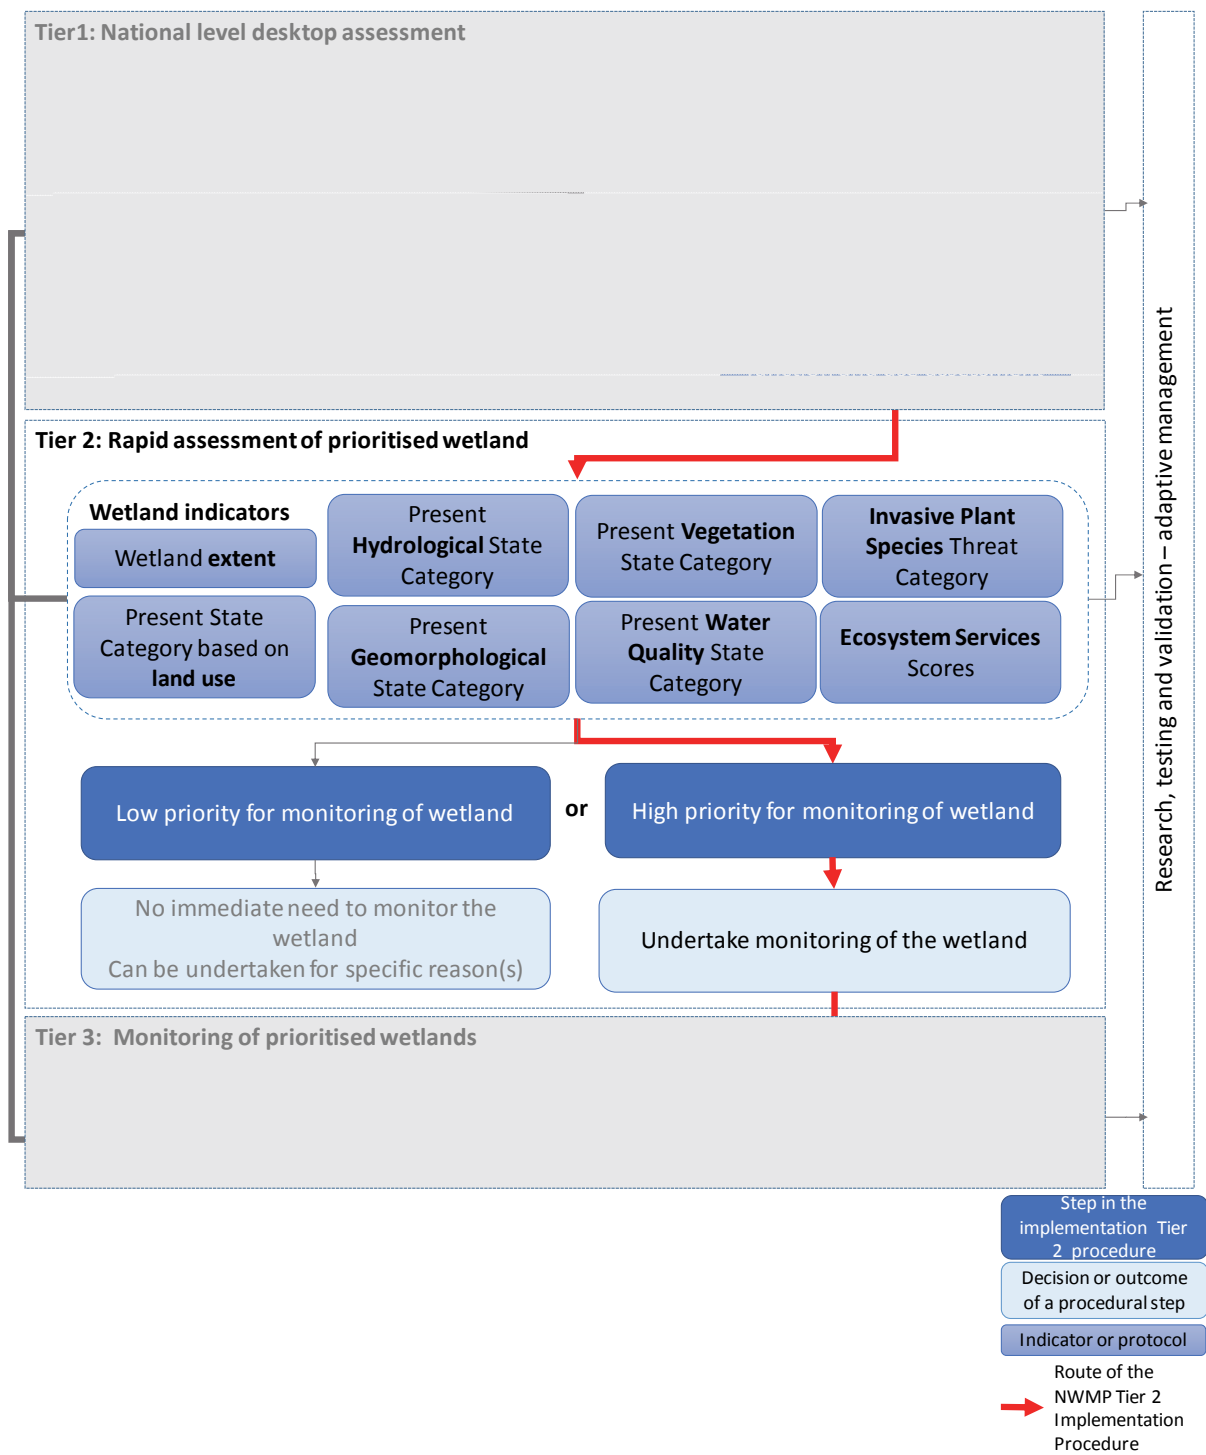 Tier1: National level desktop assessment
Tier 2: Rapid assessment of prioritised wetland
Wetland indicators
Wetland extent
Present State
Category based on
land use
Present
Hydrological State
Category
Present
Geomorphological
State Category
Present Vegetation
State Category
Present Water
Quality State
Category
Invasive Plant
Species Threat
Category
Ecosystem Services
Scores
Low priority for monitoring of wetland
or
High priority for monitoring of wetland
No immediate need to monitor the
wetland
Can be undertaken for specific reason(s)
Undertake monitoring of the wetland
Tier 3: Monitoring of prioritised wetlands
Research, testing and validation – adaptive management
Step in the
implementation Tier
2 procedure
Decision or outcome
of a procedural step
Indicator or protocol
Route of the
NWMP Tier 2
Implementation
Procedure